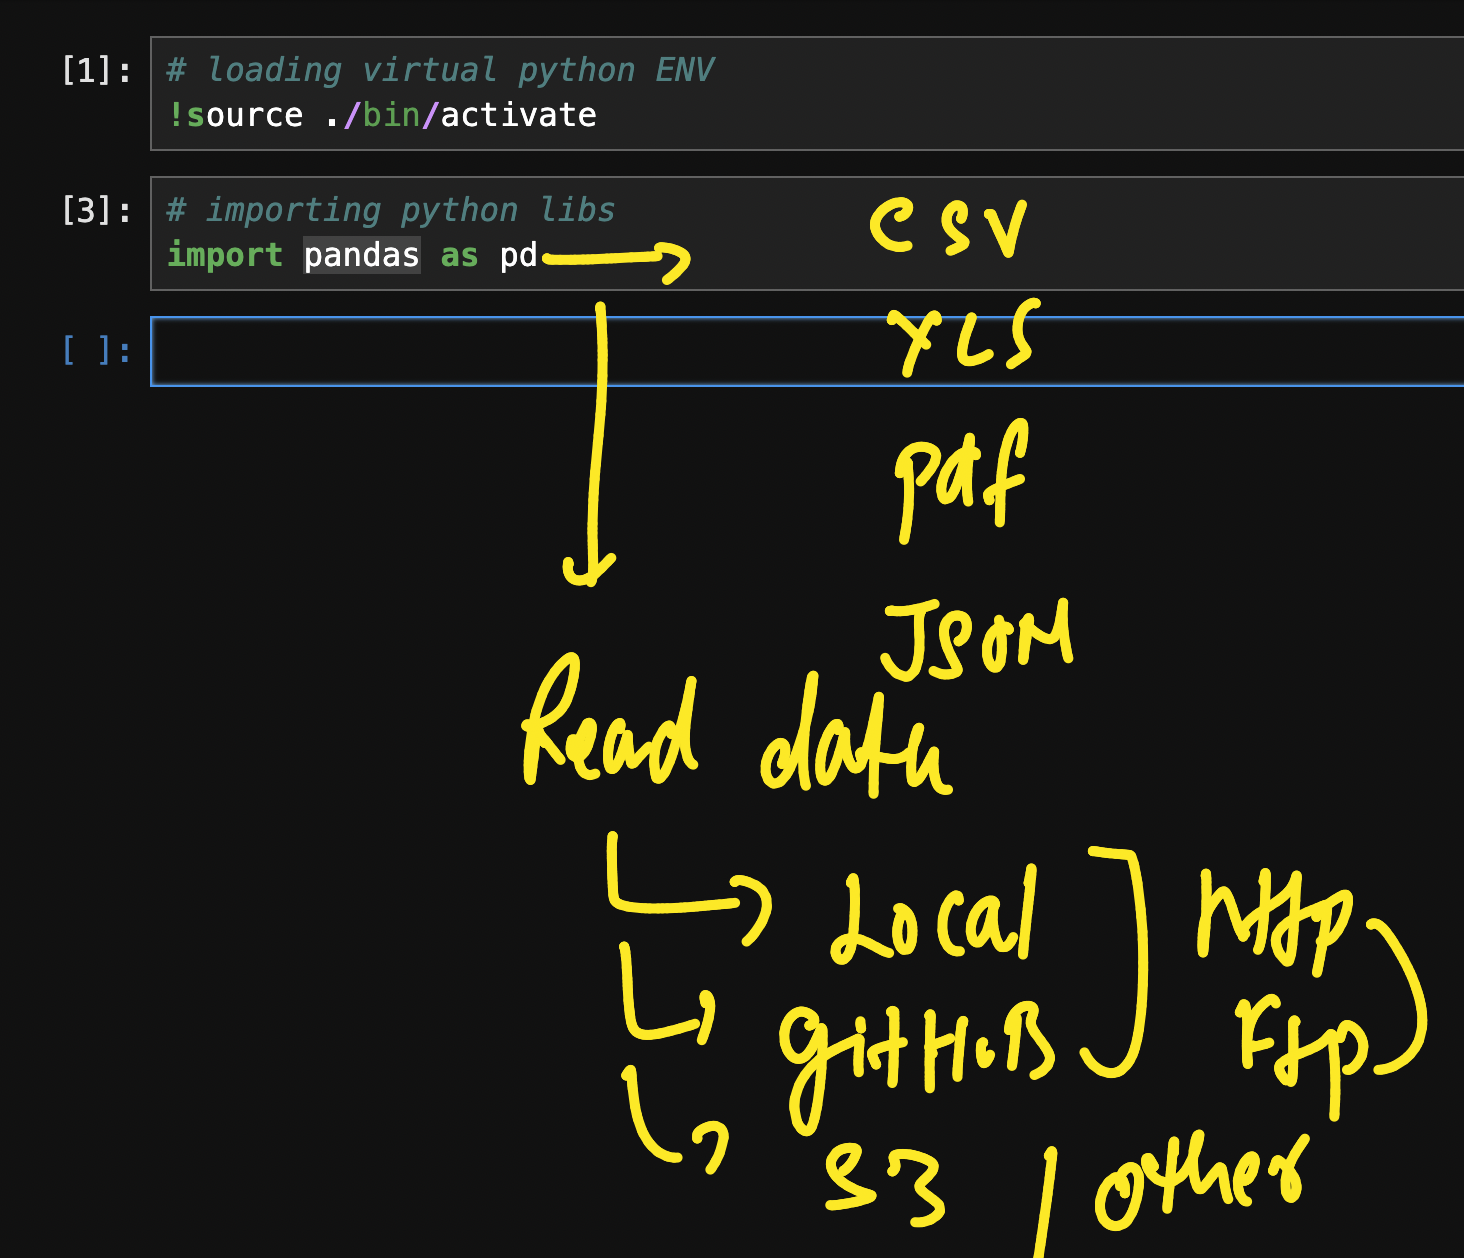 [1]: # loading virtual python ENV
!source ./bin/activate
[3]: # importing python libs
import pandas as pd
[ ]:
CSV
XLS
pdf
JSON
Read data
Local
gitHuB
Http
Ftp
S3 / other